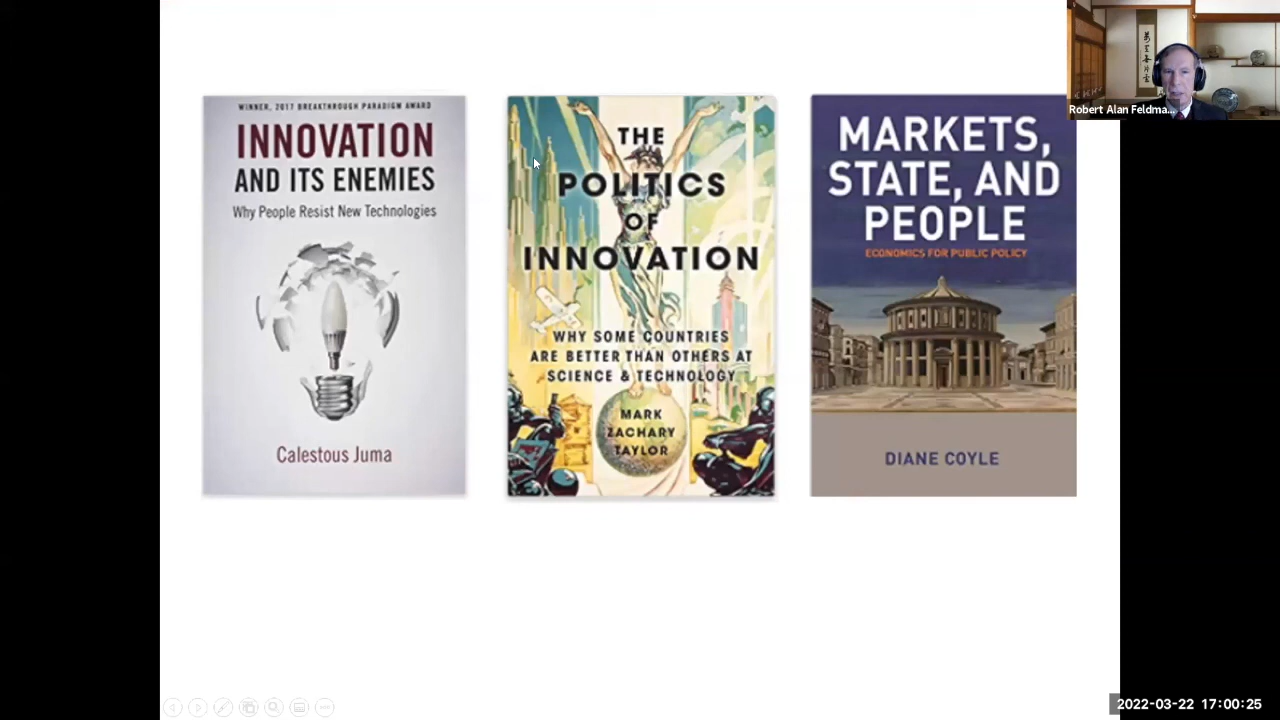 WINNER, 2017 BREAKTHROUGH PARADIGM AWARD
INNOVATION
AND ITS ENEMIES
Why People Resist New Technologies
Calestous Juma
THE
POLITICS
OF
INNOVATION
WHY SOME COUNTRIES
ARE BETTER THAN OTHERS AT
SCIENCE & TECHNOLOGY
MARK
ZACHARY
TAYLOR
MARKETS,
STATE, AND
PEOPLE
ECONOMICS FOR PUBLIC POLICY
DIANE COYLE
Robert Alan Feldma...
2022-03-22 17:00:25